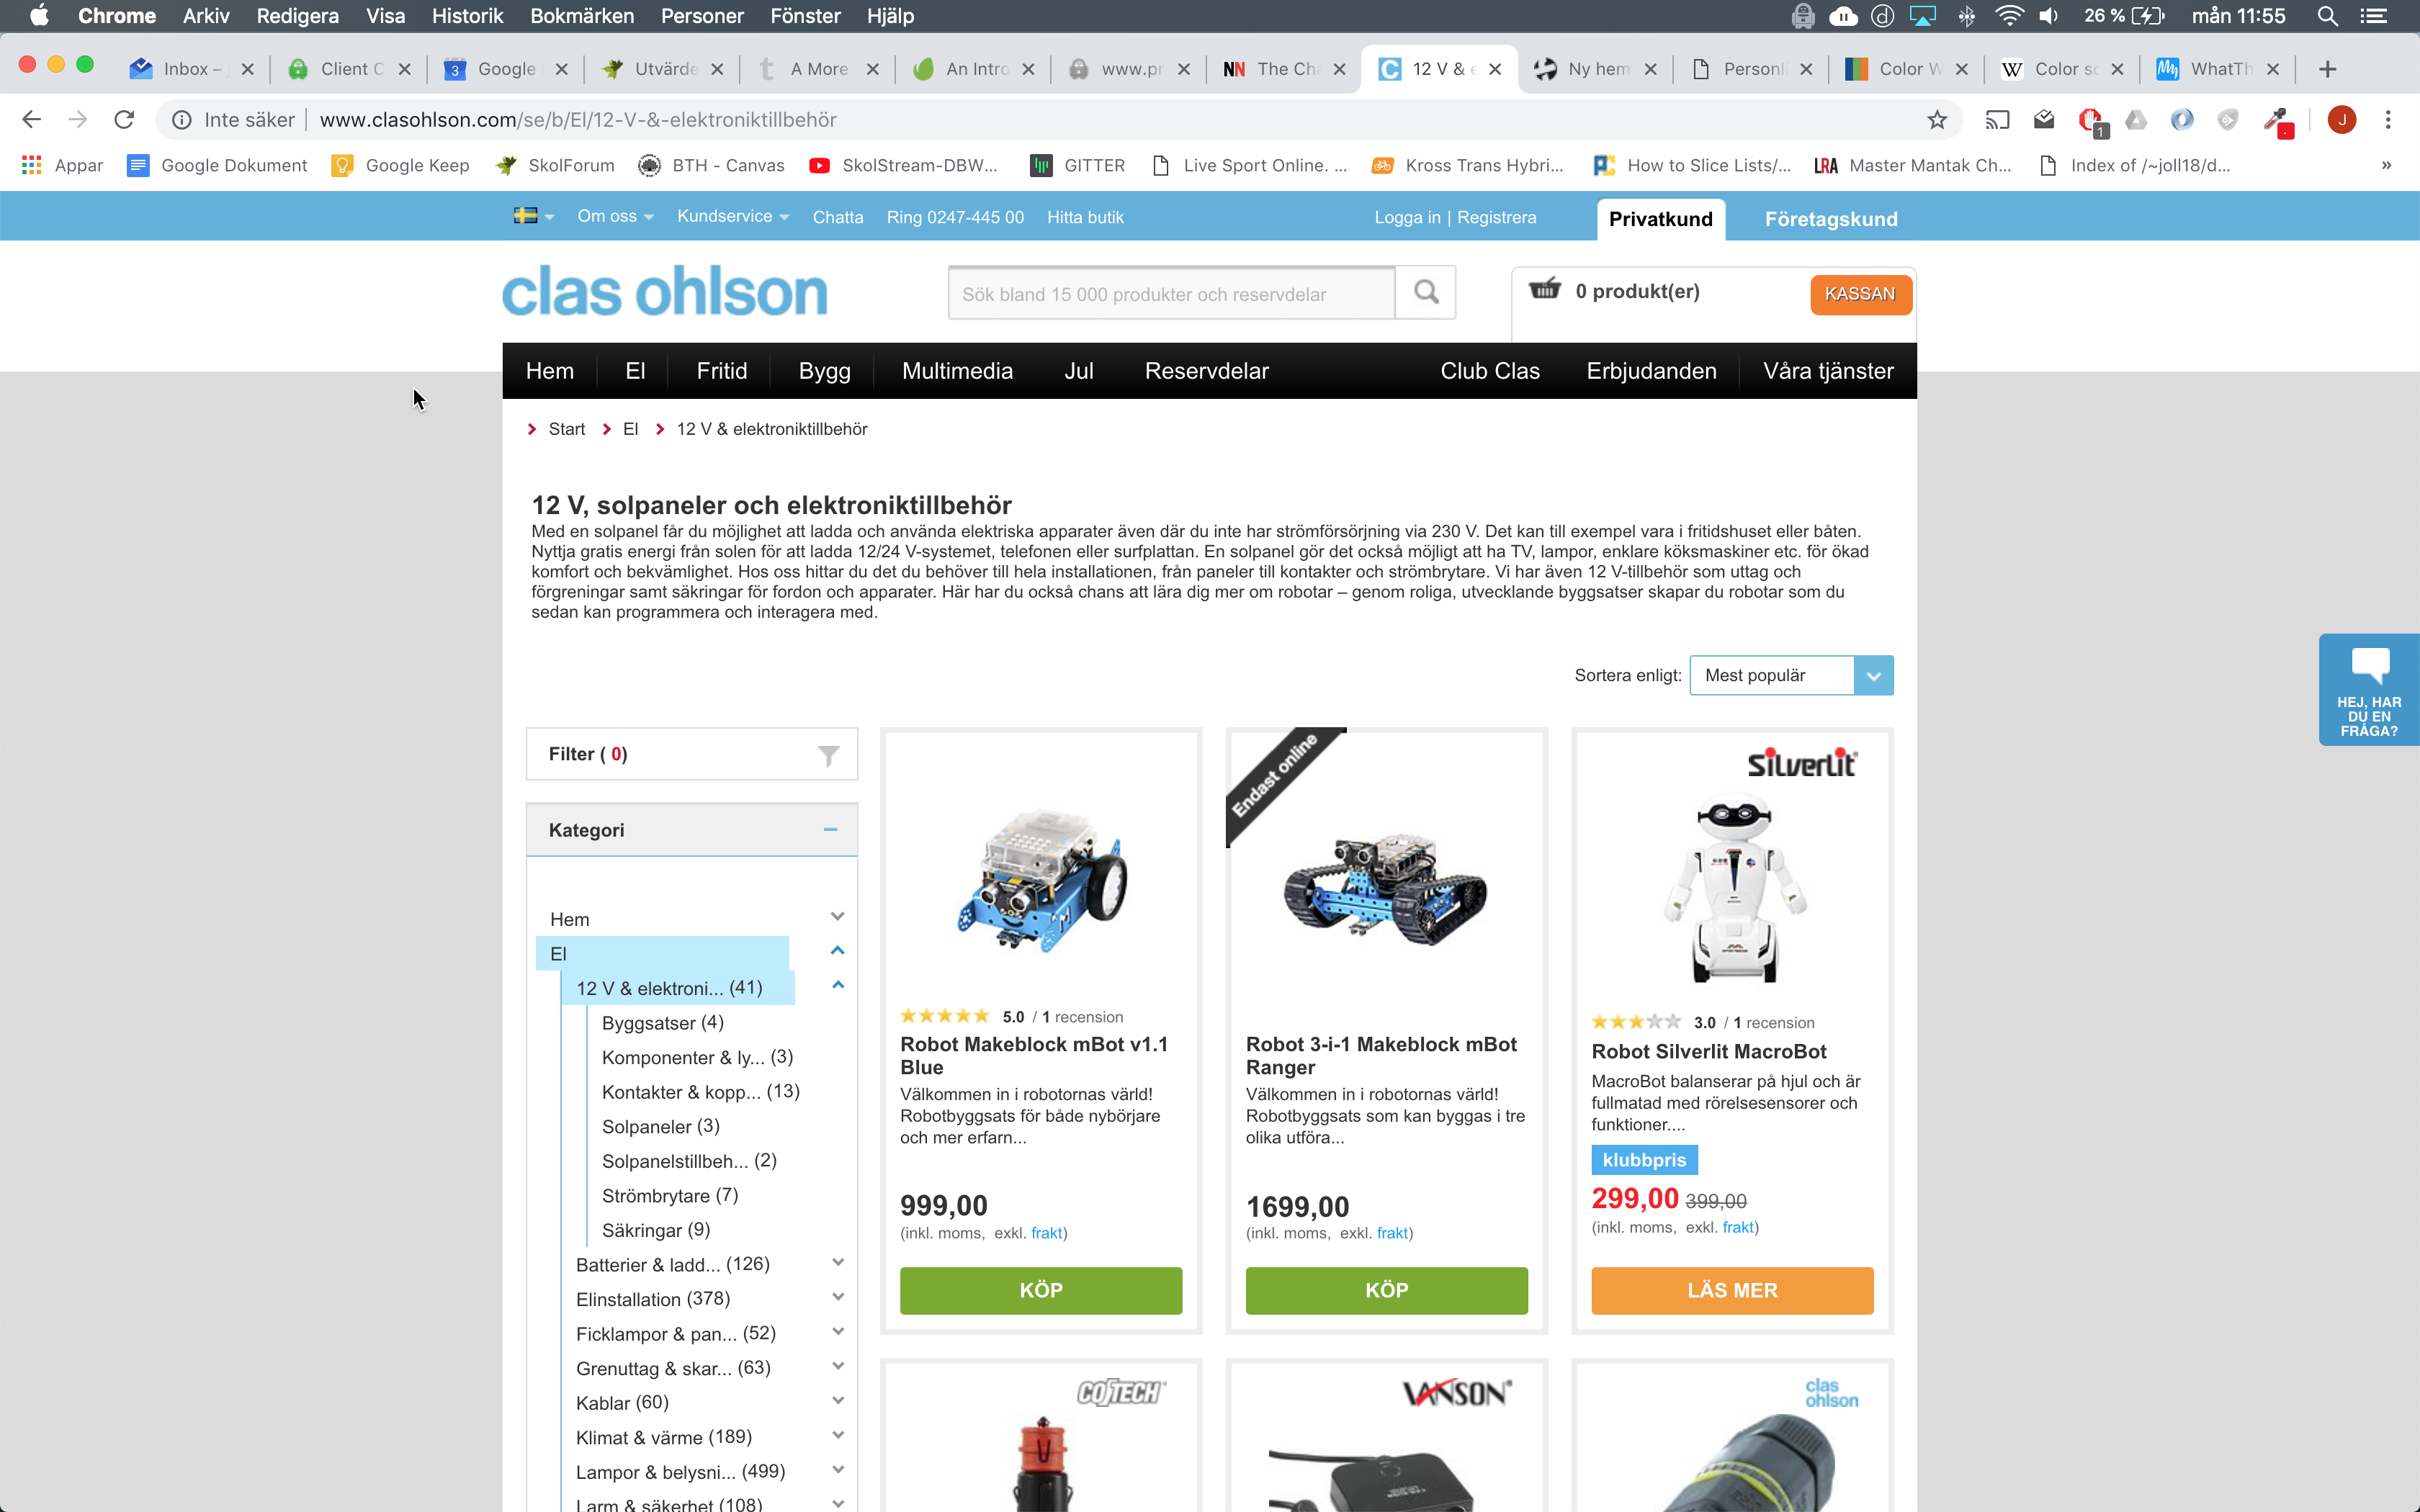 Chrome Arkiv Redigera Visa Historik Bokmärken Personer Fönster Hjälp 26 % mån 11:55
Inbox – Client C Google Utvärde A More An Intro www.pr The Cha 12 V & e Ny hem Personli Color W Color sc WhatTh
Inte säker www.clasohlson.com/se/b/El/12-V-&-elektroniktillbehör
Appar Google Dokument Google Keep SkolForum BTH - Canvas SkolStream-DBW... GITTER Live Sport Online. ... Kross Trans Hybri... How to Slice Lists/... LRA Master Mantak Ch... Index of /~joll18/d... »
Om oss Kundservice Chatta Ring 0247-445 00 Hitta butik Logga in | Registrera Privatkund Företagskund
clas ohlson
Sök bland 15 000 produkter och reservdelar
0 produkt(er) KASSAN
Hem El Fritid Bygg Multimedia Jul Reservdelar Club Clas Erbjudanden Våra tjänster
Start El 12 V & elektroniktillbehör
12 V, solpaneler och elektroniktillbehör
Med en solpanel får du möjlighet att ladda och använda elektriska apparater även där du inte har strömförsörjning via 230 V. Det kan till exempel vara i fritidshuset eller båten.
Nyttja gratis energi från solen för att ladda 12/24 V-systemet, telefonen eller surfplattan. En solpanel gör det också möjligt att ha TV, lampor, enklare köksmaskiner etc. för ökad
komfort och bekvämlighet. Hos oss hittar du det du behöver till hela installationen, från paneler till kontakter och strömbrytare. Vi har även 12 V-tillbehör som uttag och
förgreningar samt säkringar för fordon och apparater. Här har du också chans att lära dig mer om robotar – genom roliga, utvecklande byggsatser skapar du robotar som du
sedan kan programmera och interagera med.
Sortera enligt: Mest populär
HEJ, HAR
DU EN
FRÅGA?
Filter ( 0)
Kategori
Hem
El
12 V & elektroni... (41)
Byggsatser (4)
Komponenter & ly... (3)
Kontakter & kopp... (13)
Solpaneler (3)
Solpanelstillbeh... (2)
Strömbrytare (7)
Säkringar (9)
Batterier & ladd... (126)
Elinstallation (378)
Ficklampor & pan... (52)
Grenuttag & skar... (63)
Kablar (60)
Klimat & värme (189)
Lampor & belysni... (499)
Larm & säkerhet (108)
5.0 / 1 recension
Robot Makeblock mBot v1.1
Blue
Välkommen in i robotornas värld!
Robotbyggsats för både nybörjare
och mer erfarn...
999,00
(inkl. moms, exkl. frakt)
KÖP
Endast online
Robot 3-i-1 Makeblock mBot
Ranger
Välkommen in i robotornas värld!
Robotbyggsats som kan byggas i tre
olika utföra...
1699,00
(inkl. moms, exkl. frakt)
KÖP
Silverlit
3.0 / 1 recension
Robot Silverlit MacroBot
MacroBot balanserar på hjul och är
fullmatad med rörelsesensorer och
funktioner....
klubbpris
299,00 399,00
(inkl. moms, exkl. frakt)
LÄS MER
COTECH
VANSON
clas
ohlson